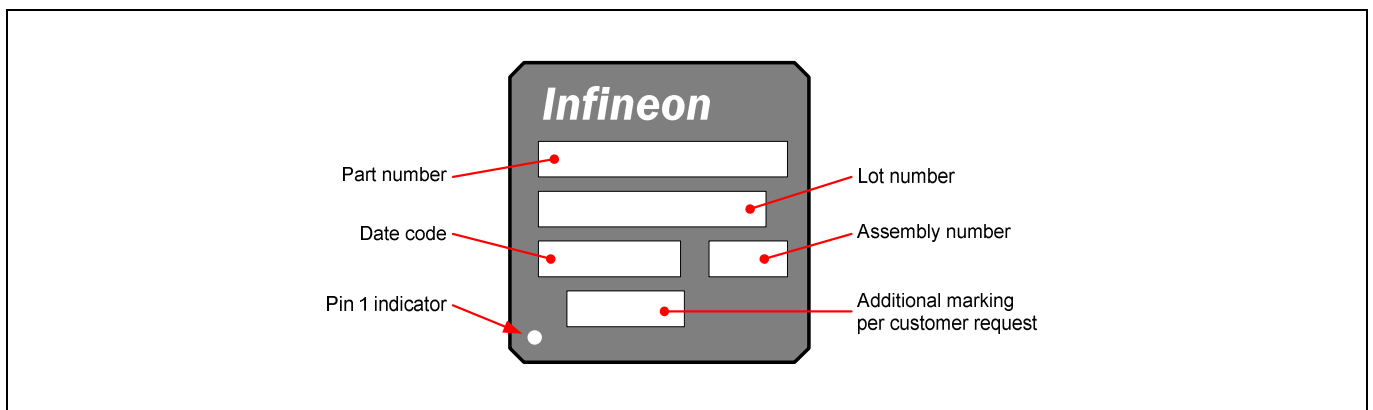 Infineon
Part number
Lot number
Date code
Assembly number
Pin 1 indicator
Additional marking
per customer request